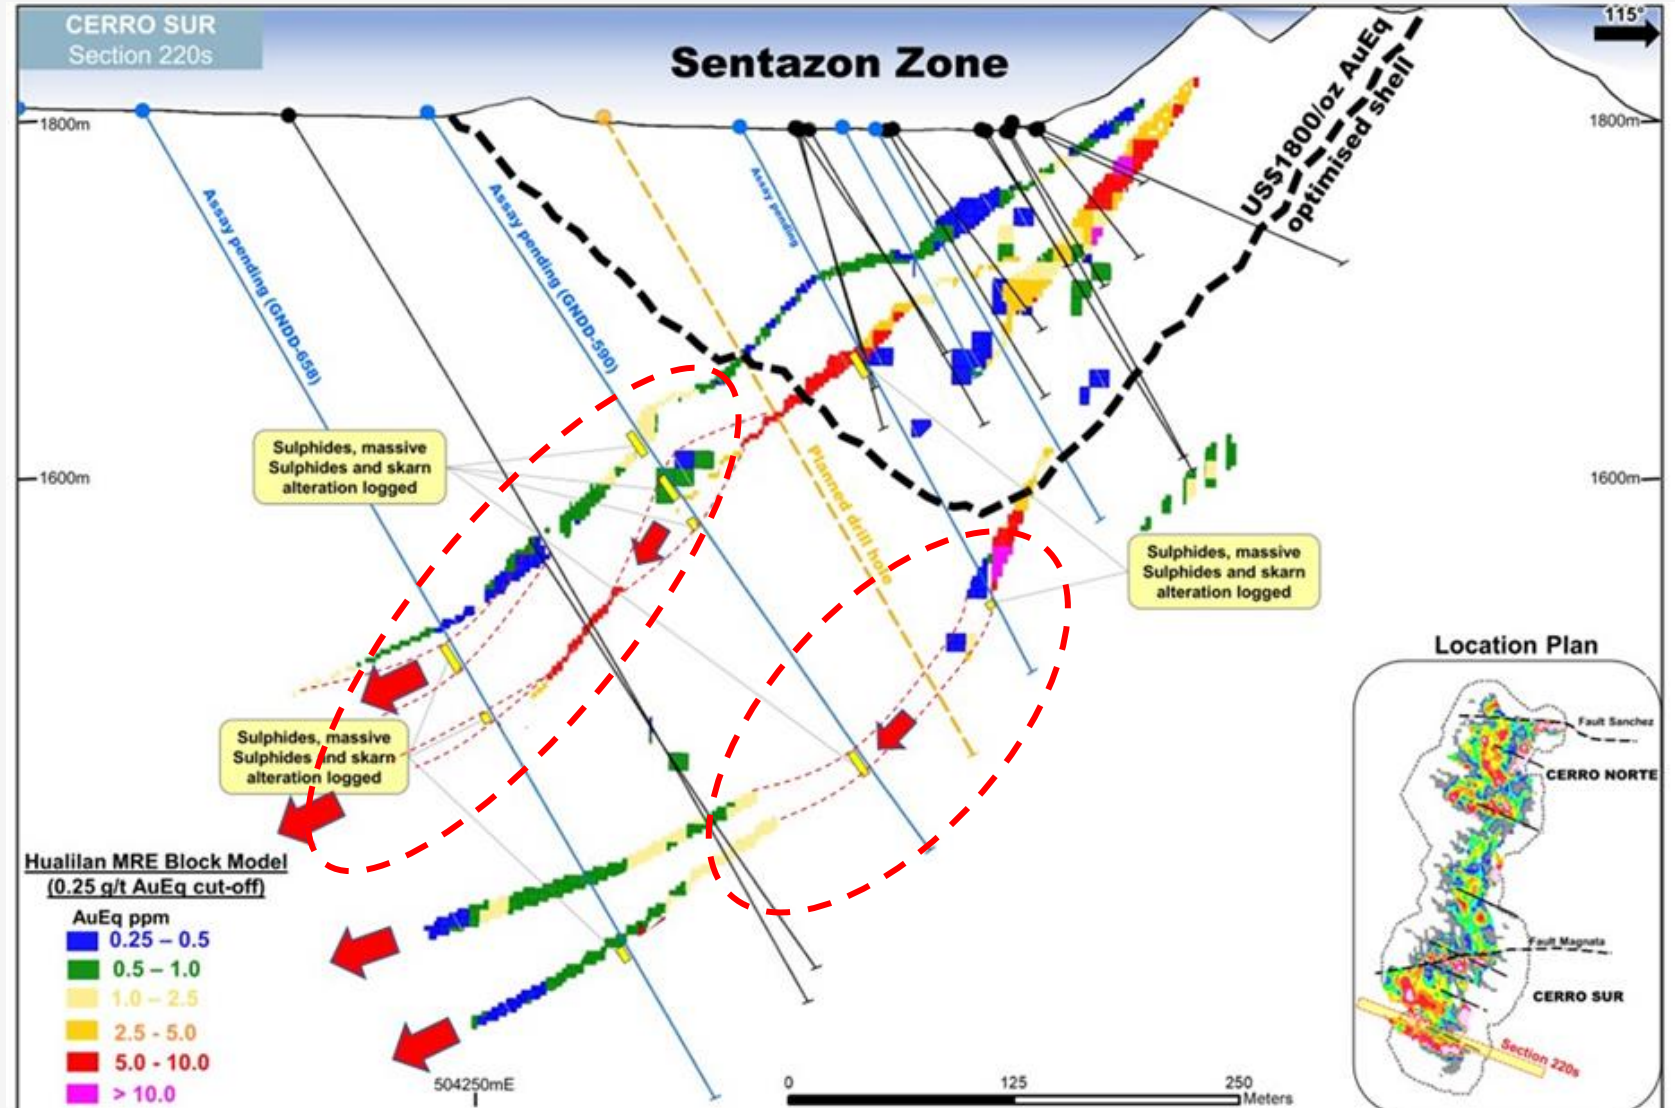 CERRO SUR
Section 220s
Sentazon Zone
115°
1800m
1800m
US$1800/oz AuEq
optimised shell
Assay pending (GNDD-658)
Assay pending (GNDD-590)
Assay pending
Planned drill hole
Sulphides, massive
Sulphides and skarn
alteration logged
1600m
1600m
Sulphides, massive
Sulphides and skarn
alteration logged
Sulphides, massive
Sulphides and skarn
alteration logged
Location Plan
Fault Sanchez
CERRO NORTE
Fault Magnata
CERRO SUR
Section 220s
Hualilan MRE Block Model
(0.25 g/t AuEq cut-off)
AuEq ppm
0.25 – 0.5
0.5 – 1.0
1.0 – 2.5
2.5 - 5.0
5.0 - 10.0
> 10.0
504250mE
0
125
250
Meters